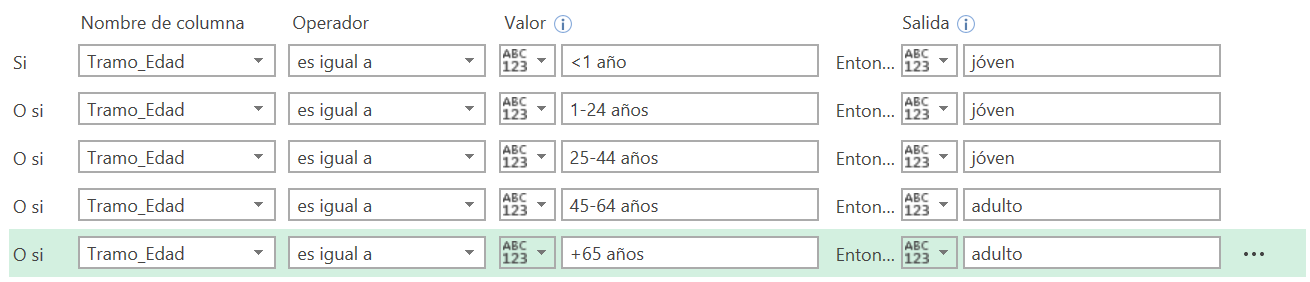 Nombre de columna Operador Valor Salida
Si Tramo_Edad es igual a ABC 123 <1 año Enton... ABC 123 jóven
O si Tramo_Edad es igual a ABC 123 1-24 años Enton... ABC 123 jóven
O si Tramo_Edad es igual a ABC 123 25-44 años Enton... ABC 123 jóven
O si Tramo_Edad es igual a ABC 123 45-64 años Enton... ABC 123 adulto
O si Tramo_Edad es igual a ABC 123 +65 años Enton... ABC 123 adulto ...